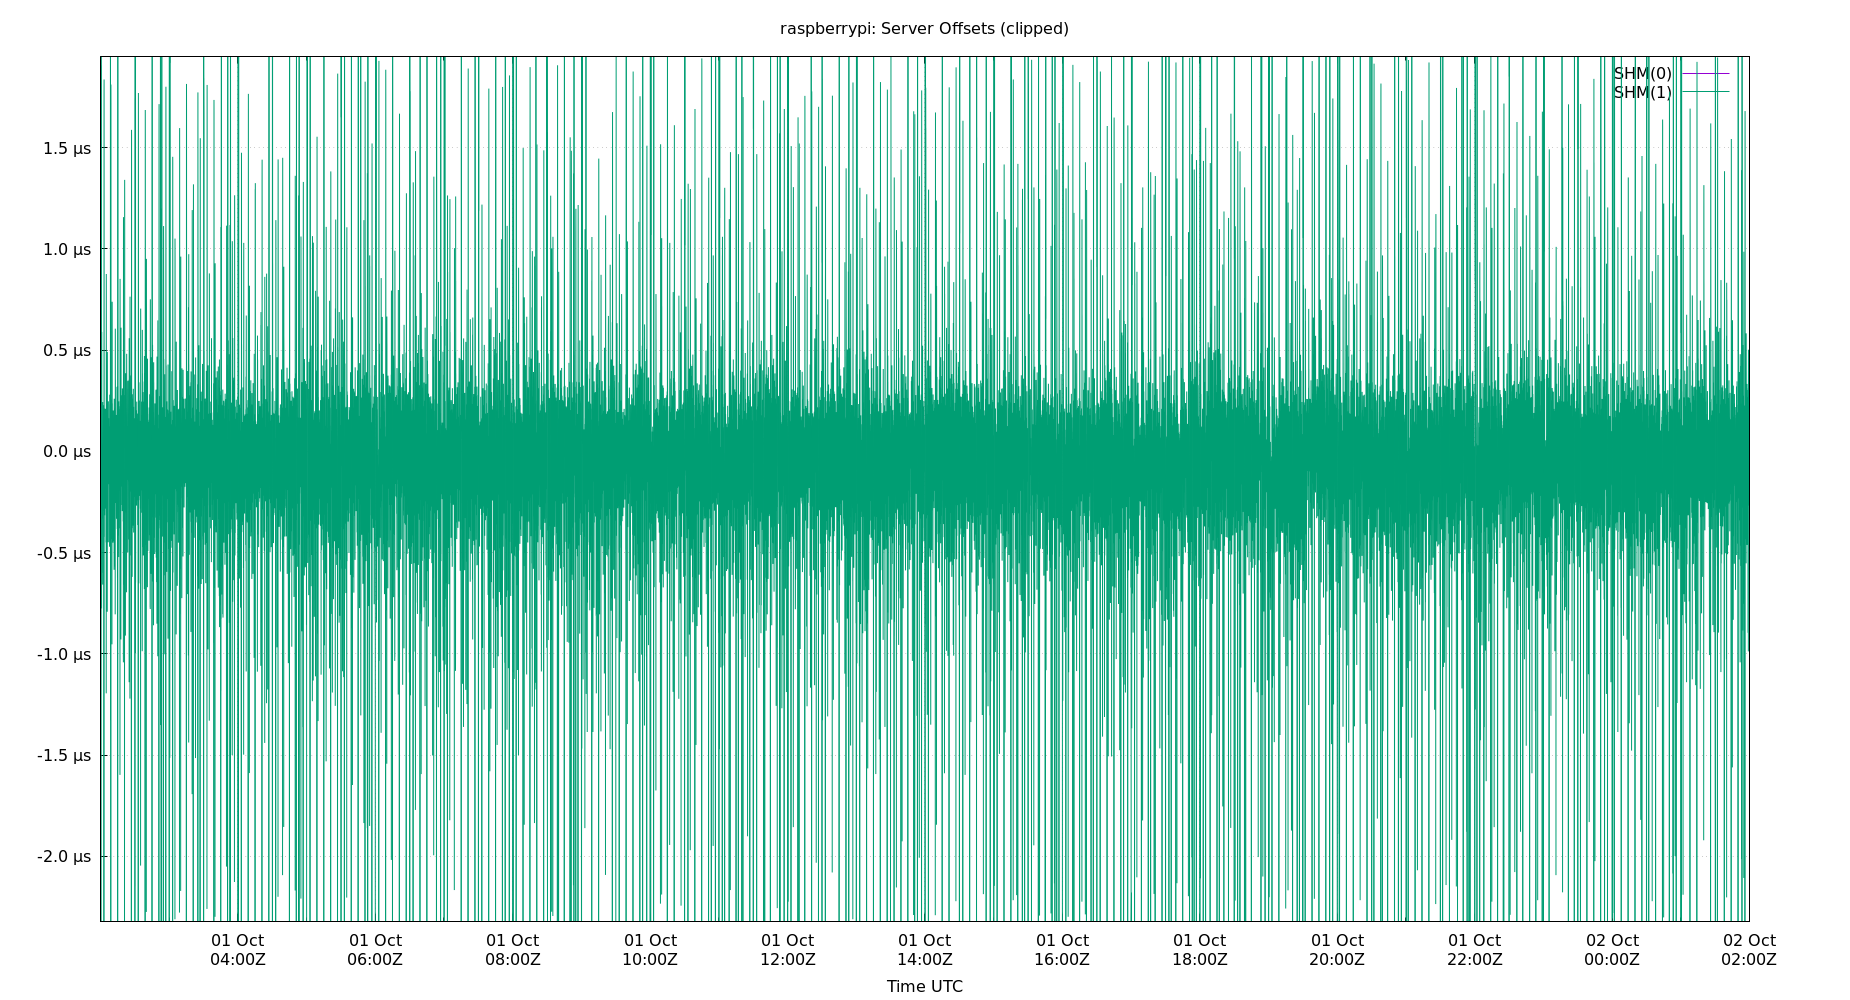 raspberrypi: Server Offsets (clipped)
SHM(0)
SHM(1)
1.5 µs
1.0 µs
0.5 µs
0.0 µs
-0.5 µs
-1.0 µs
-1.5 µs
-2.0 µs
01 Oct 01 Oct 01 Oct 01 Oct 01 Oct 01 Oct 01 Oct 01 Oct 01 Oct 01 Oct 02 Oct 02 Oct
04:00Z 06:00Z 08:00Z 10:00Z 12:00Z 14:00Z 16:00Z 18:00Z 20:00Z 22:00Z 00:00Z 02:00Z
Time UTC